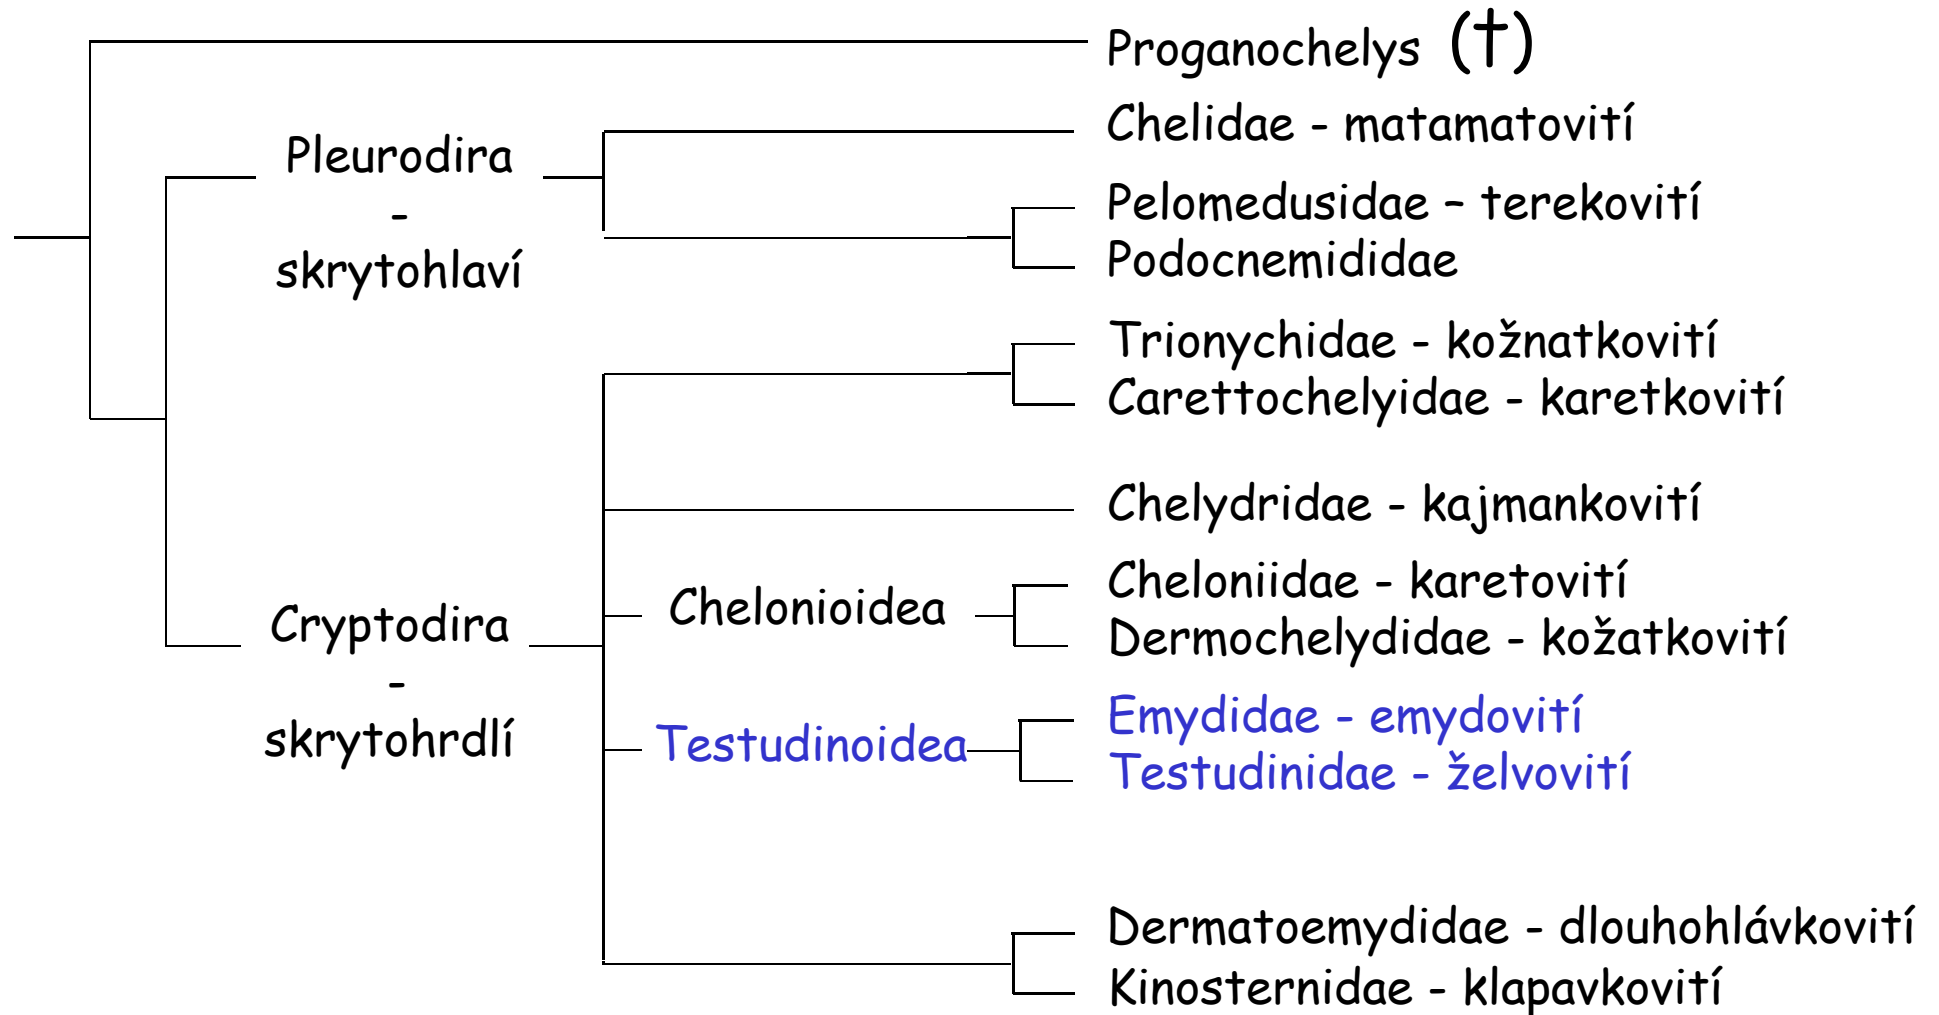 Proganochelys (†)
Chelidae - matamatovití
Pleurodira
-
skrytohlaví
Pelomedusidae – terekovití
Podocnemididae
Trionychidae - kožnatkovití
Carettochelyidae - karetkovití
Chelydridae - kajmankovití
Cheloniidae - karetovití
Chelonioidea
Dermochelydidae - kožatkovití
Cryptodira
-
skrytohrdlí
Emydidae - emydovití
Testudinoidea
Testudinidae - želvovití
Dermatoemydidae - dlouhohlávkovití
Kinosternidae - klapavkovití